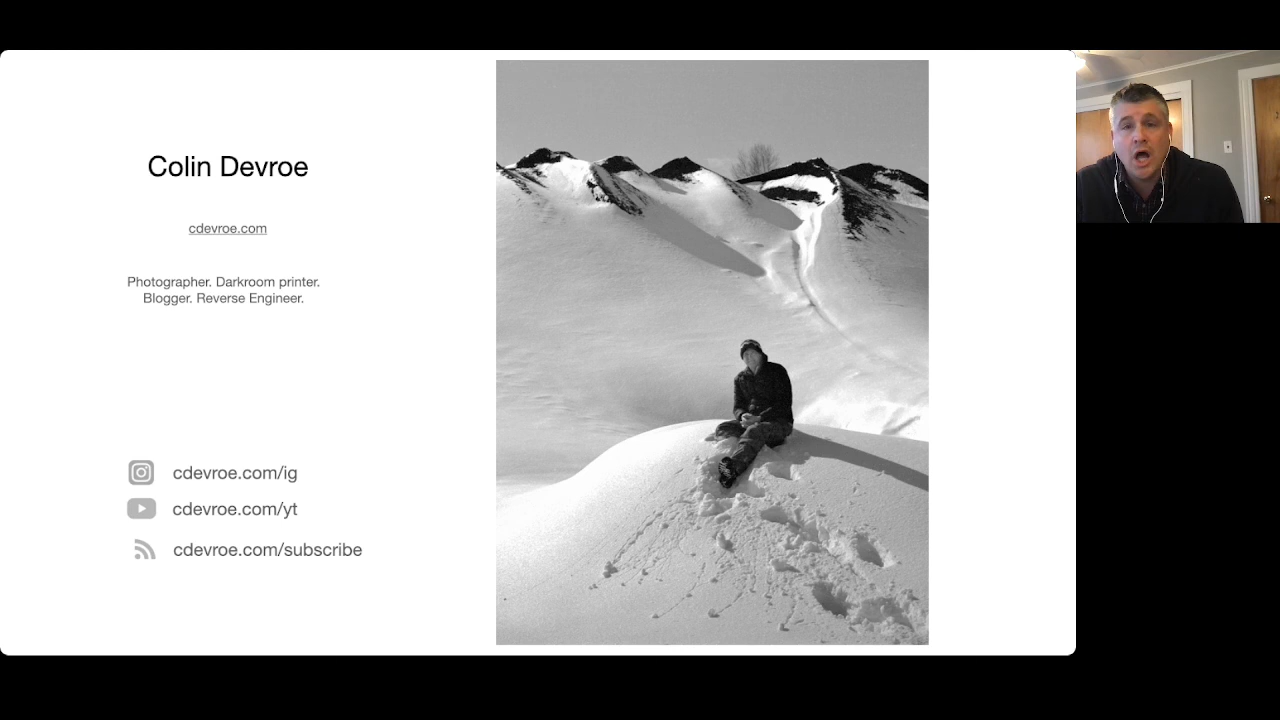 Colin Devroe
cdevroe.com
Photographer. Darkroom printer.
Blogger. Reverse Engineer.
cdevroe.com/ig
cdevroe.com/yt
cdevroe.com/subscribe